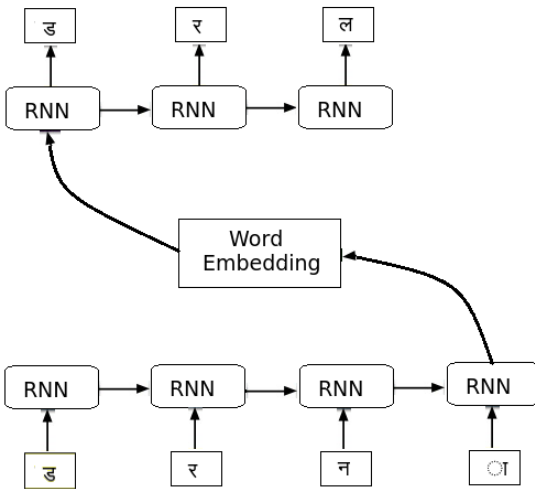 ड र ल
RNN RNN RNN
Word
Embedding
RNN RNN RNN RNN
ड र न ा